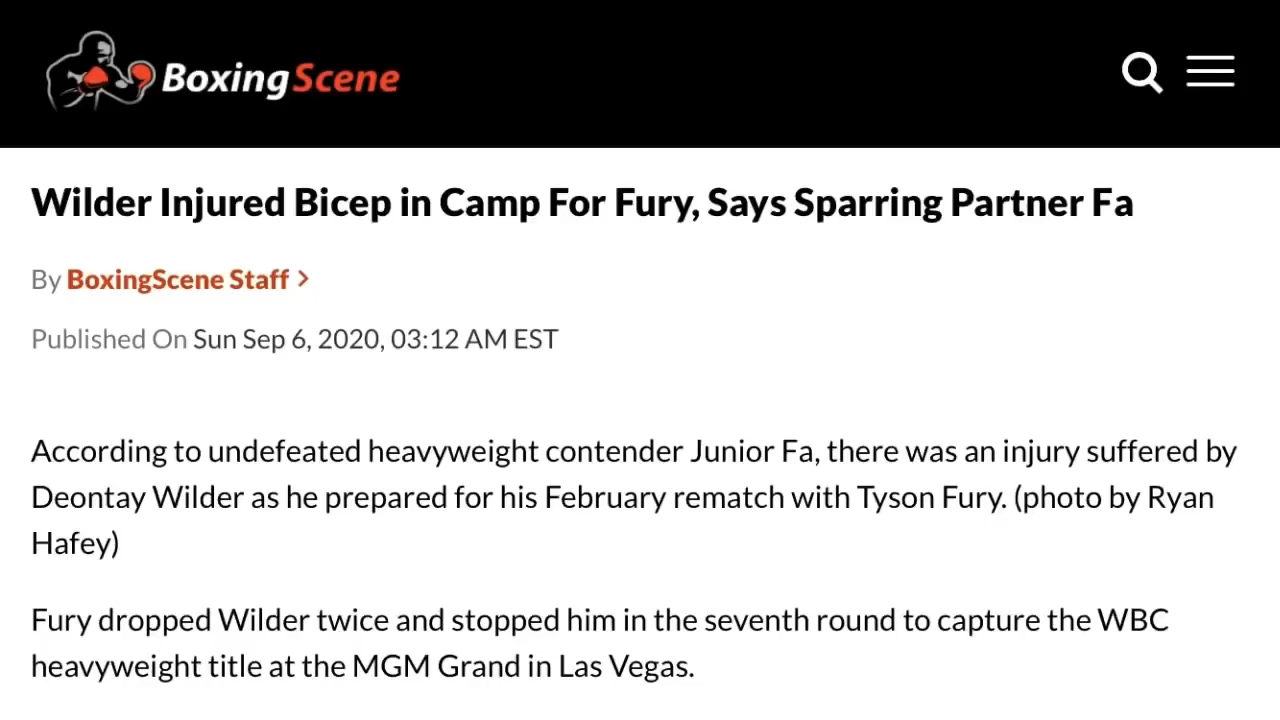 BoxingScene
Wilder Injured Bicep in Camp For Fury, Says Sparring Partner Fa
By BoxingScene Staff >
Published On Sun Sep 6, 2020, 03:12 AM EST
According to undefeated heavyweight contender Junior Fa, there was an injury suffered by
Deontay Wilder as he prepared for his February rematch with Tyson Fury. (photo by Ryan
Hafey)
Fury dropped Wilder twice and stopped him in the seventh round to capture the WBC
heavyweight title at the MGM Grand in Las Vegas.